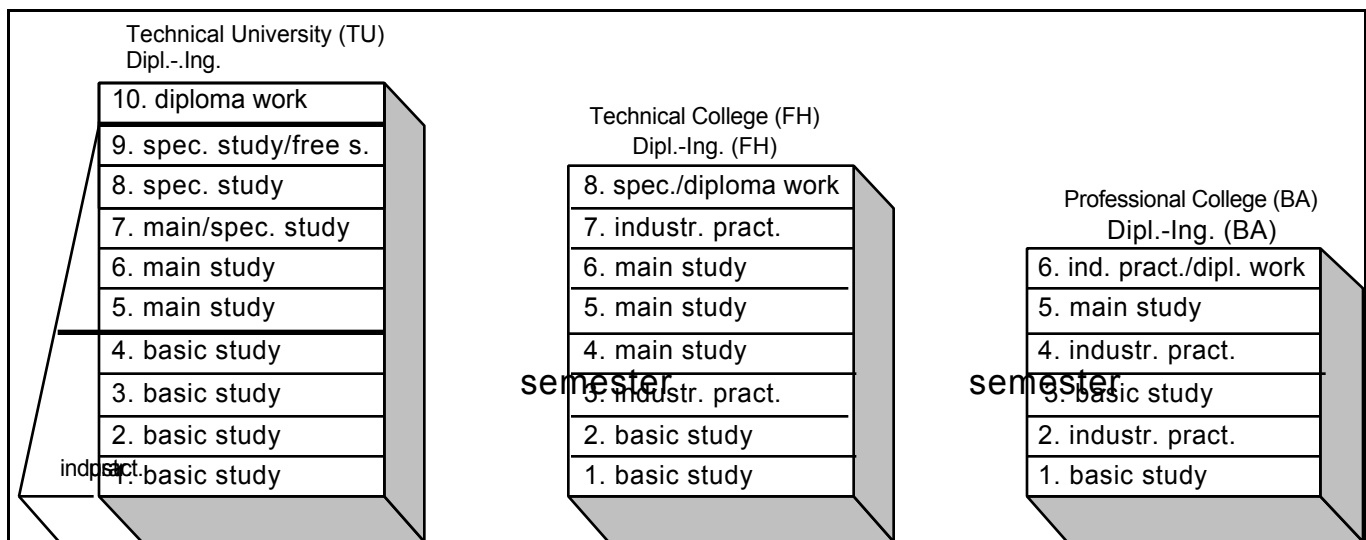 Technical University (TU)
Dipl.-.Ing.
10. diploma work
9. spec. study/free s.
8. spec. study
7. main/spec. study
6. main study
5. main study
4. basic study
3. basic study
2. basic study
1. basic study
industr. pract.
Technical College (FH)
Dipl.-Ing. (FH)
8. spec./diploma work
7. industr. pract.
6. main study
5. main study
4. main study
semester
3. industr. pract.
2. basic study
1. basic study
Professional College (BA)
Dipl.-Ing. (BA)
6. ind. pract./dipl. work
5. main study
4. industr. pract.
semester
3. basic study
2. industr. pract.
1. basic study